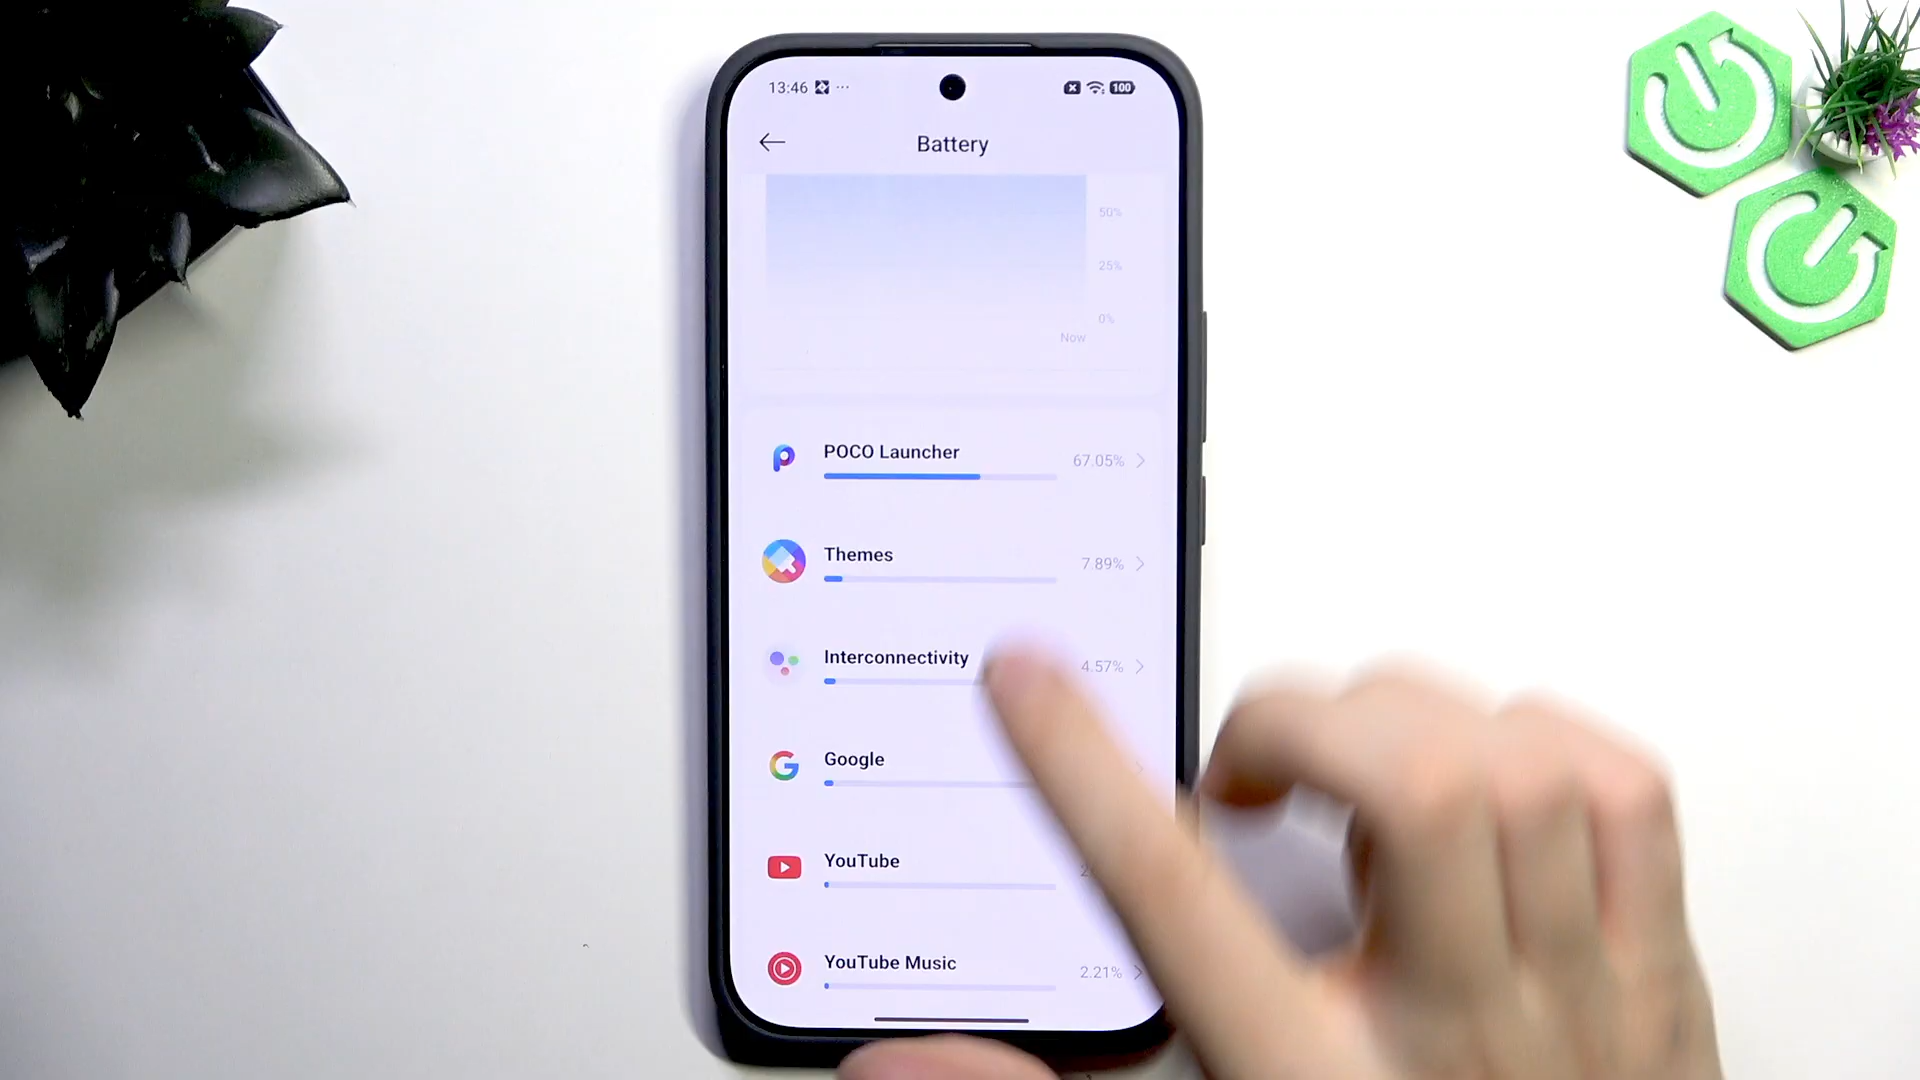 13:46 ... 100
Battery
50%
25%
0%
Now
POCO Launcher 67.05%
Themes 7.89%
Interconnectivity 4.57%
Google
YouTube
YouTube Music 2.21%